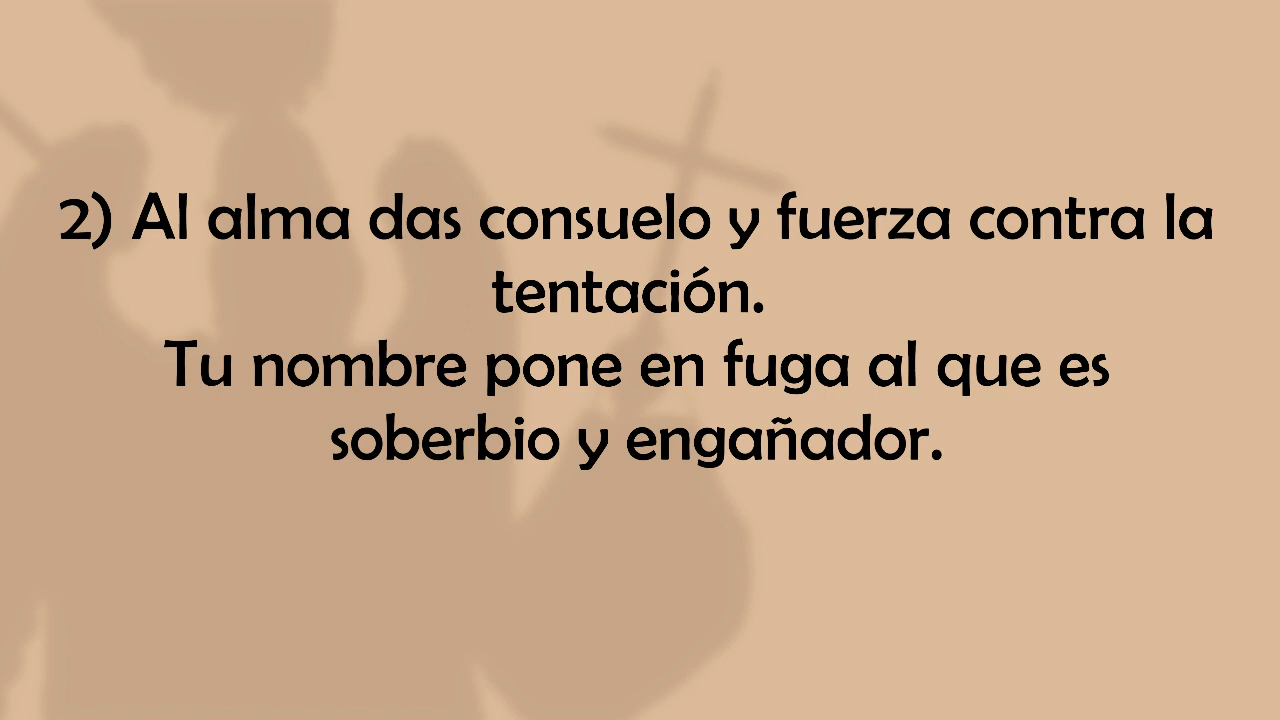 2) Al alma das consuelo y fuerza contra la
tentación.
Tu nombre pone en fuga al que es
soberbio y engañador.